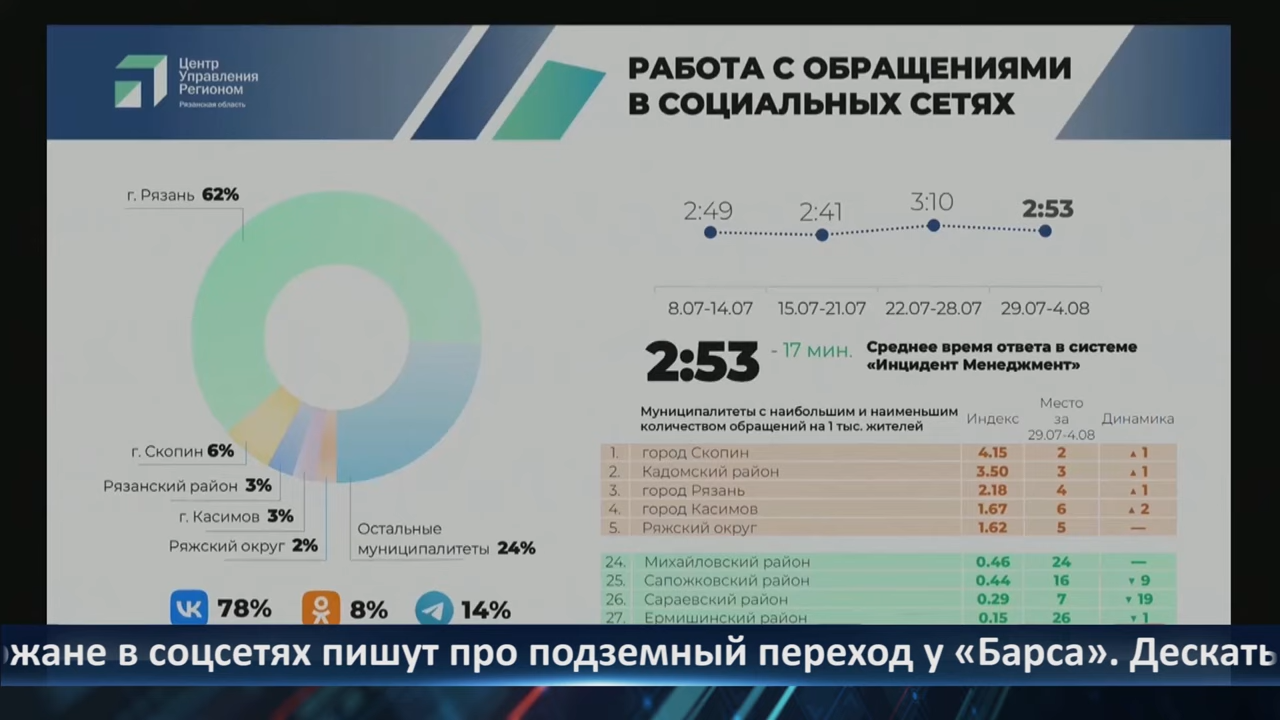 Центр
Управления
Регионом
Рязанская область
РАБОТА С ОБРАЩЕНИЯМИ
В СОЦИАЛЬНЫХ СЕТЯХ
г. Рязань 62%
г. Скопин 6%
Рязанский район 3%
г. Касимов 3%
Ряжский округ 2%
Остальные
муниципалитеты 24%
78%
8%
14%
2:49 2:41 3:10 2:53
8.07-14.07 15.07-21.07 22.07-28.07 29.07-4.08
2:53 - 17 мин. Среднее время ответа в системе
«Инцидент Менеджмент»
Муниципалитеты с наибольшим и наименьшим
количеством обращений на 1 тыс. жителей
Индекс
Место
за
29.07-4.08
Динамика
1. город Скопин 4.15 2 ▲ 1
2. Кадомский район 3.50 3 ▲ 1
3. город Рязань 2.18 4 ▲ 1
4. город Касимов 1.67 6 ▲ 2
5. Ряжский округ 1.62 5 —
24. Михайловский район 0.46 24 —
25. Сапожковский район 0.44 16 ▼ 9
26. Сараевский район 0.29 7 ▼ 19
27. Ермишинский район 0.15 26 ▼ 1
жане в соцсетях пишут про подземный переход у «Барса». Дескать